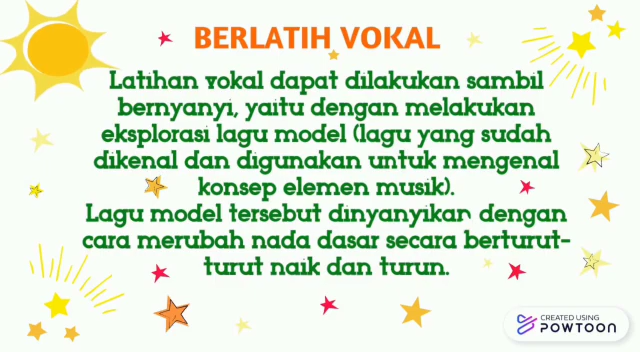 BERLATIH VOKAL
Latihan vokal dapat dilakukan sambil
bernyanyi, yaitu dengan melakukan
eksplorasi lagu model (lagu yang sudah
dikenal dan digunakan untuk mengenal
konsep elemen musik).
Lagu model tersebut dinyanyikan dengan
cara merubah nada dasar secara berturut-
turut naik dan turun.
CREATED USING
POWTOON